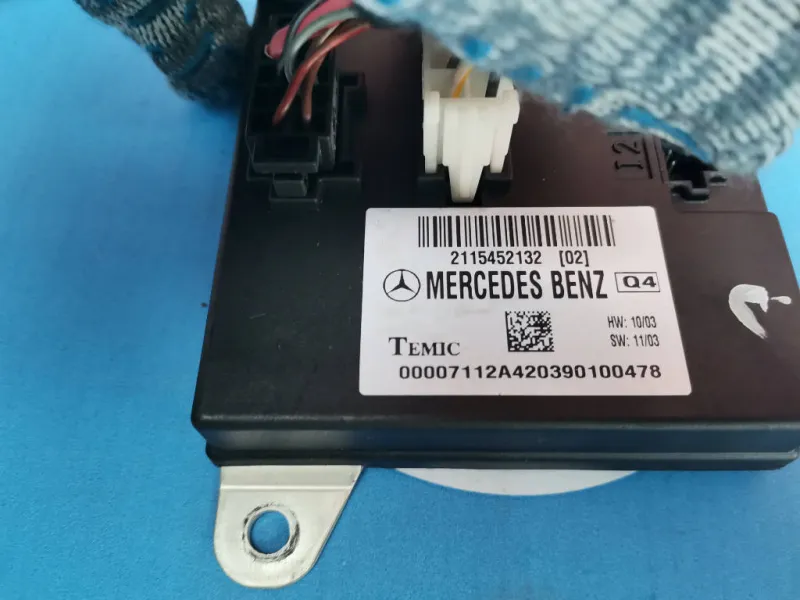 2115452132 [02]
MERCEDES BENZ Q4
HW: 10/03
SW: 11/03
TEMIC
00007112A420390100478